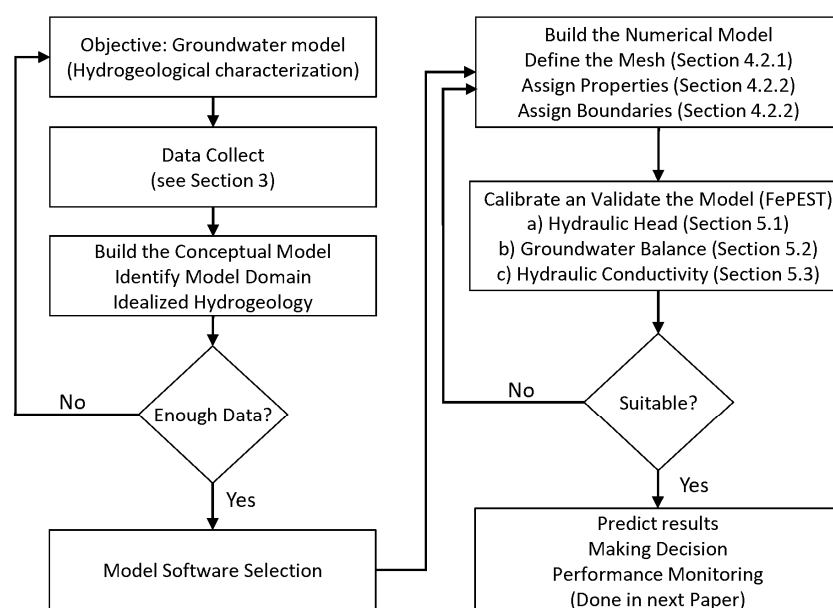 Objective: Groundwater model
(Hydrogeological characterization)
Data Collect
(see Section 3)
Build the Conceptual Model
Identify Model Domain
Idealized Hydrogeology
No
Enough Data?
Yes
Model Software Selection
Build the Numerical Model
Define the Mesh (Section 4.2.1)
Assign Properties (Section 4.2.2)
Assign Boundaries (Section 4.2.2)
Calibrate an Validate the Model (FePEST)
a) Hydraulic Head (Section 5.1)
b) Groundwater Balance (Section 5.2)
c) Hydraulic Conductivity (Section 5.3)
No
Suitable?
Yes
Predict results
Making Decision
Performance Monitoring
(Done in next Paper)